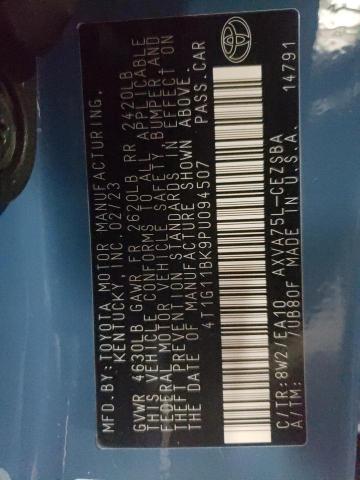 MFD.BY:TOYOTA MOTOR MANUFACTURING,
KENTUCKY, INC. 02/23
GVWR 4630LB GAWR FR 2620LB RR 2420LB
THIS VEHICLE CONFORMS TO ALL APPLICABLE
FEDERAL MOTOR VEHICLE SAFETY, BUMPER AND
THEFT PREVENTION STANDARDS IN EFFECT ON
THE DATE OF MANUFACTURE SHOWN ABOVE.
4T1G11BK9PU094507 PASS.CAR
C/TR:8W2/EA10 AXVA75L-CEZSBA
A/TM: /UB80F MADE IN U.S.A. 14791